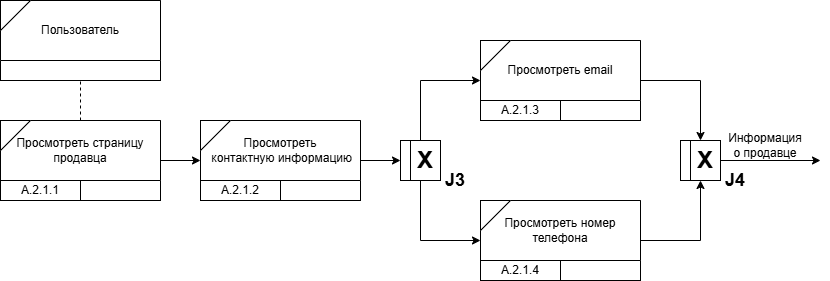 Пользователь
Просмотреть страницу
продавца
A.2.1.1
Просмотреть
контактную информацию
A.2.1.2
X
J3
Просмотреть email
A.2.1.3
Просмотреть номер
телефона
A.2.1.4
X
J4
Информация
о продавце